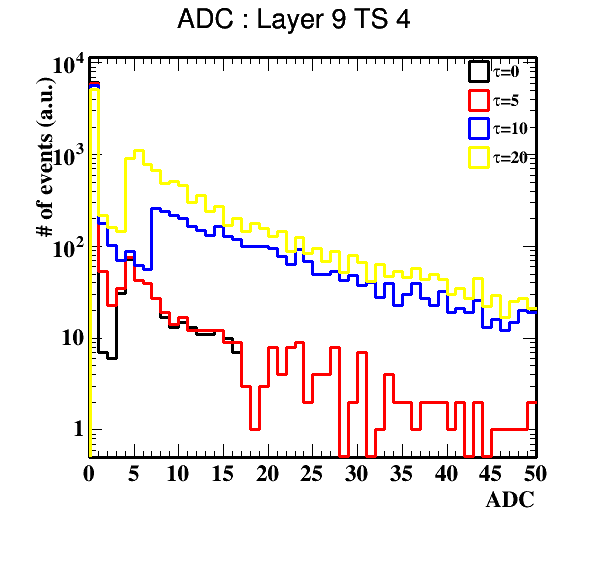 ADC : Layer 9 TS 4
# of events (a.u.)
10^4
10^3
10^2
10
1
τ=0
τ=5
τ=10
τ=20
0 5 10 15 20 25 30 35 40 45 50
ADC